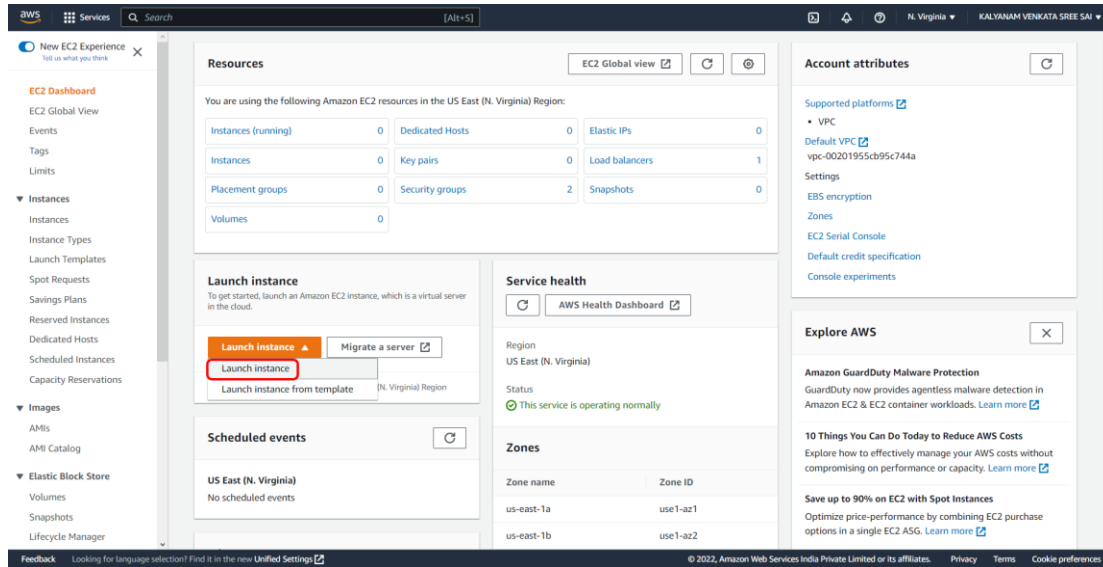 aws
Services
Search
[Alt+S]
N. Virginia
KALYANAM VENKATA SREE SAI
New EC2 Experience
Tell us what you think
EC2 Dashboard
EC2 Global View
Events
Tags
Limits
Instances
Instances
Instance Types
Launch Templates
Spot Requests
Savings Plans
Reserved Instances
Dedicated Hosts
Scheduled Instances
Capacity Reservations
Images
AMIs
AMI Catalog
Elastic Block Store
Volumes
Snapshots
Lifecycle Manager
Resources
EC2 Global view
You are using the following Amazon EC2 resources in the US East (N. Virginia) Region:
Instances (running) 0
Dedicated Hosts 0
Elastic IPs 0
Instances 0
Key pairs 0
Load balancers 1
Placement groups 0
Security groups 2
Snapshots 0
Volumes 0
Launch instance
To get started, launch an Amazon EC2 instance, which is a virtual server
in the cloud.
Launch instance
Migrate a server
Launch instance
Launch instance from template
(N. Virginia) Region
Scheduled events
US East (N. Virginia)
No scheduled events
Service health
AWS Health Dashboard
Region
US East (N. Virginia)
Status
This service is operating normally
Zones
Zone name Zone ID
us-east-1a use1-az1
us-east-1b use1-az2
Account attributes
Supported platforms
• VPC
Default VPC
vpc-00201955cb95c744a
Settings
EBS encryption
Zones
EC2 Serial Console
Default credit specification
Console experiments
Explore AWS
Amazon GuardDuty Malware Protection
GuardDuty now provides agentless malware detection in
Amazon EC2 & EC2 container workloads. Learn more
10 Things You Can Do Today to Reduce AWS Costs
Explore how to effectively manage your AWS costs without
compromising on performance or capacity. Learn more
Save up to 90% on EC2 with Spot Instances
Optimize price-performance by combining EC2 purchase
options in a single EC2 ASG. Learn more
Feedback
Looking for language selection? Find it in the new Unified Settings
© 2022, Amazon Web Services India Private Limited or its affiliates.
Privacy
Terms
Cookie preferences